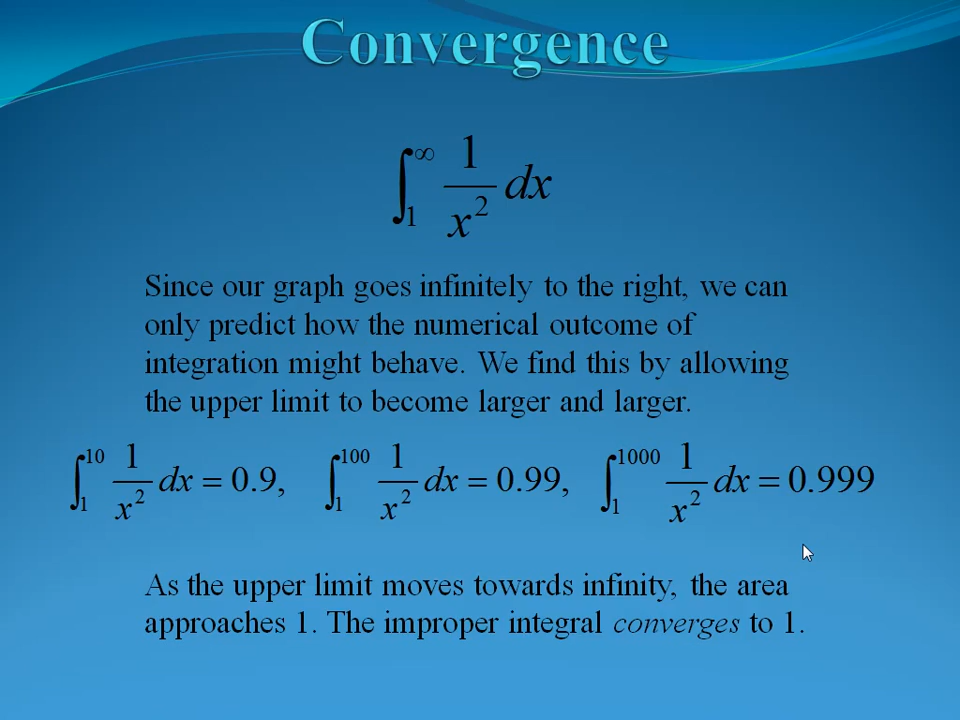 Convergence
∫₁^∞ 1/x² dx
Since our graph goes infinitely to the right, we can
only predict how the numerical outcome of
integration might behave. We find this by allowing
the upper limit to become larger and larger.
∫₁^10 1/x² dx = 0.9, ∫₁^100 1/x² dx = 0.99, ∫₁^1000 1/x² dx = 0.999
As the upper limit moves towards infinity, the area
approaches 1. The improper integral converges to 1.